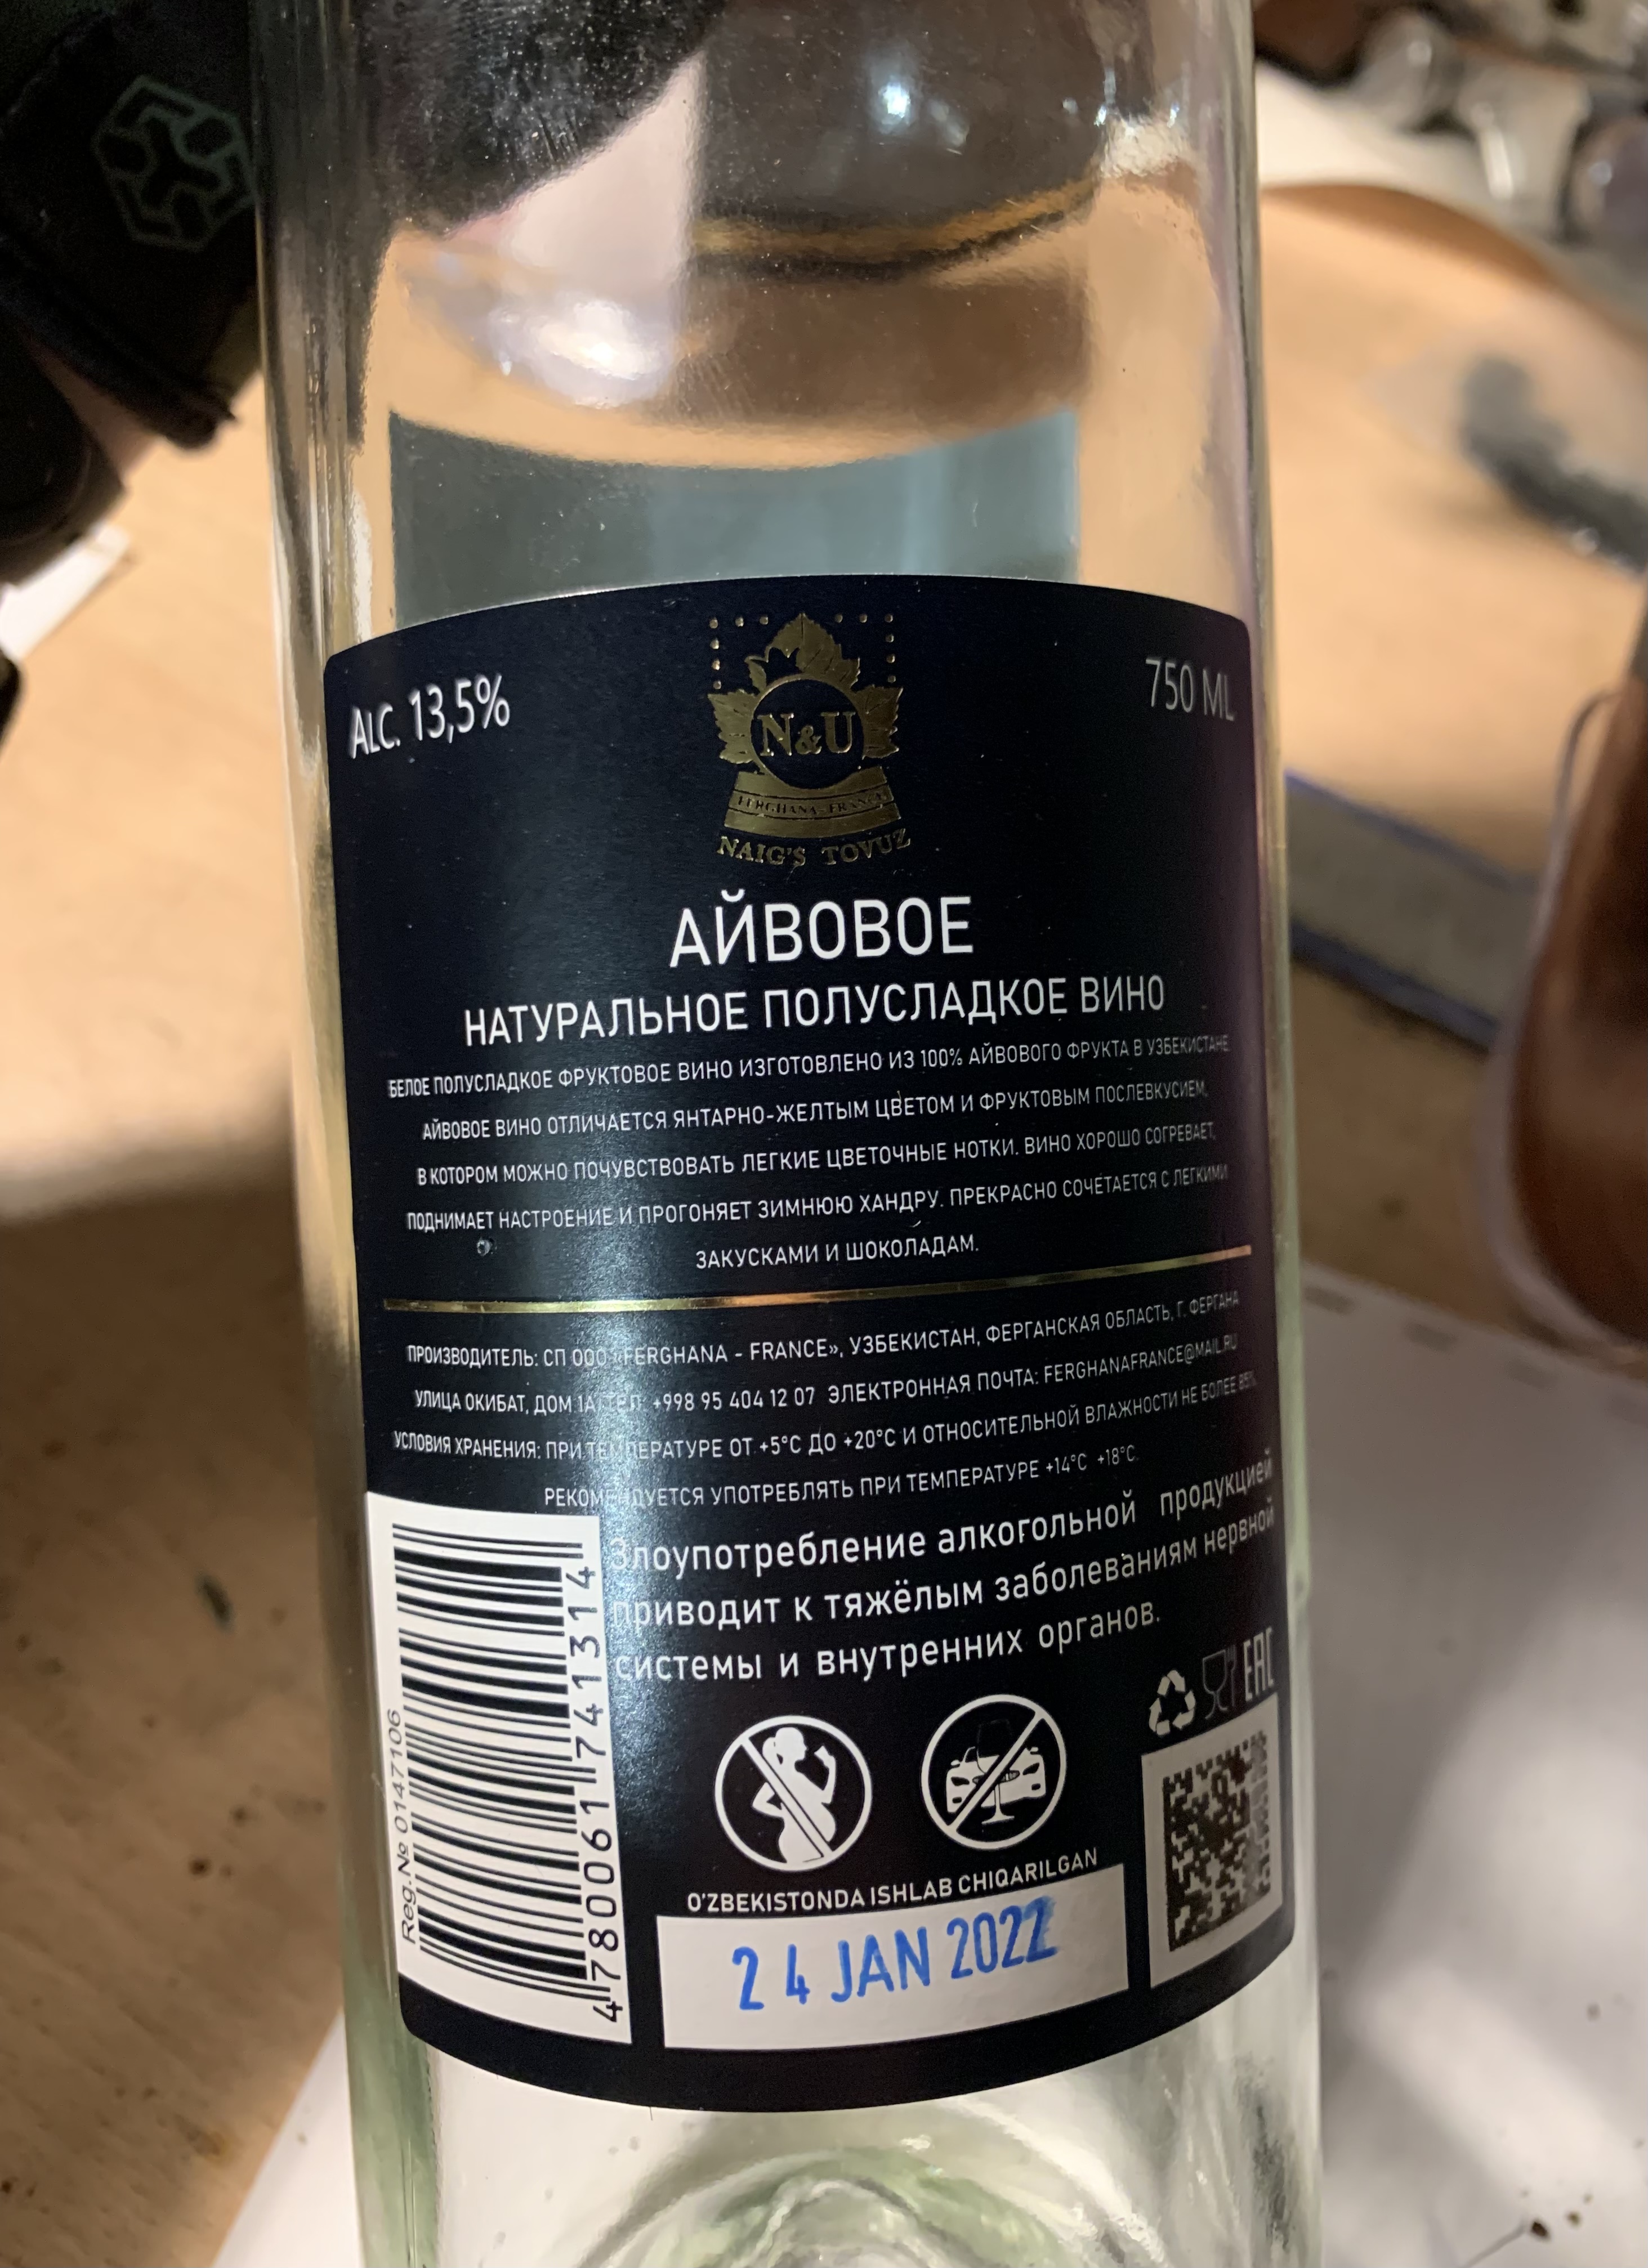 ALC. 13,5%
750 ML
N&U
FERGHANA - FRANCE
NAIG'S TOVUZ
АЙВОВОЕ
НАТУРАЛЬНОЕ ПОЛУСЛАДКОЕ ВИНО
БЕЛОЕ ПОЛУСЛАДКОЕ ФРУКТОВОЕ ВИНО ИЗГОТОВЛЕНО ИЗ 100% АЙВОВОГО ФРУКТА В УЗБЕКИСТАНЕ
АЙВОВОЕ ВИНО ОТЛИЧАЕТСЯ ЯНТАРНО-ЖЕЛТЫМ ЦВЕТОМ И ФРУКТОВЫМ ПОСЛЕВКУСИЕМ,
В КОТОРОМ МОЖНО ПОЧУВСТВОВАТЬ ЛЕГКИЕ ЦВЕТОЧНЫЕ НОТКИ. ВИНО ХОРОШО СОГРЕВАЕТ,
ПОДНИМАЕТ НАСТРОЕНИЕ И ПРОГОНЯЕТ ЗИМНЮЮ ХАНДРУ. ПРЕКРАСНО СОЧЕТАЕТСЯ С ЛЕГКИМИ
ЗАКУСКАМИ И ШОКОЛАДАМ.
ПРОИЗВОДИТЕЛЬ: СП ООО «FERGHANA - FRANCE», УЗБЕКИСТАН, ФЕРГАНСКАЯ ОБЛАСТЬ, Г. ФЕРГАНА
УЛИЦА ОКИБАТ, ДОМ 1А, ТЕЛ: +998 95 404 12 07 ЭЛЕКТРОННАЯ ПОЧТА: FERGHANAFRANCE@MAIL.RU
УСЛОВИЯ ХРАНЕНИЯ: ПРИ ТЕМПЕРАТУРЕ ОТ +5°С ДО +20°С И ОТНОСИТЕЛЬНОЙ ВЛАЖНОСТИ НЕ БОЛЕЕ 85%
РЕКОМЕНДУЕТСЯ УПОТРЕБЛЯТЬ ПРИ ТЕМПЕРАТУРЕ +14°С +18°С.
Злоупотребление алкогольной продукцией
приводит к тяжёлым заболеваниям нервной
системы и внутренних органов.
Reg.№ 0147106
4780061741314
EAC
O'ZBEKISTONDA ISHLAB CHIQARILGAN
24 JAN 2022